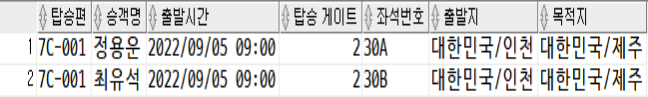 탑승편 승객명 출발시간 탑승 게이트 좌석번호 출발지 목적지
1 7C-001 정용운 2022/09/05 09:00 2 30A 대한민국/인천 대한민국/제주
2 7C-001 최유석 2022/09/05 09:00 2 30B 대한민국/인천 대한민국/제주